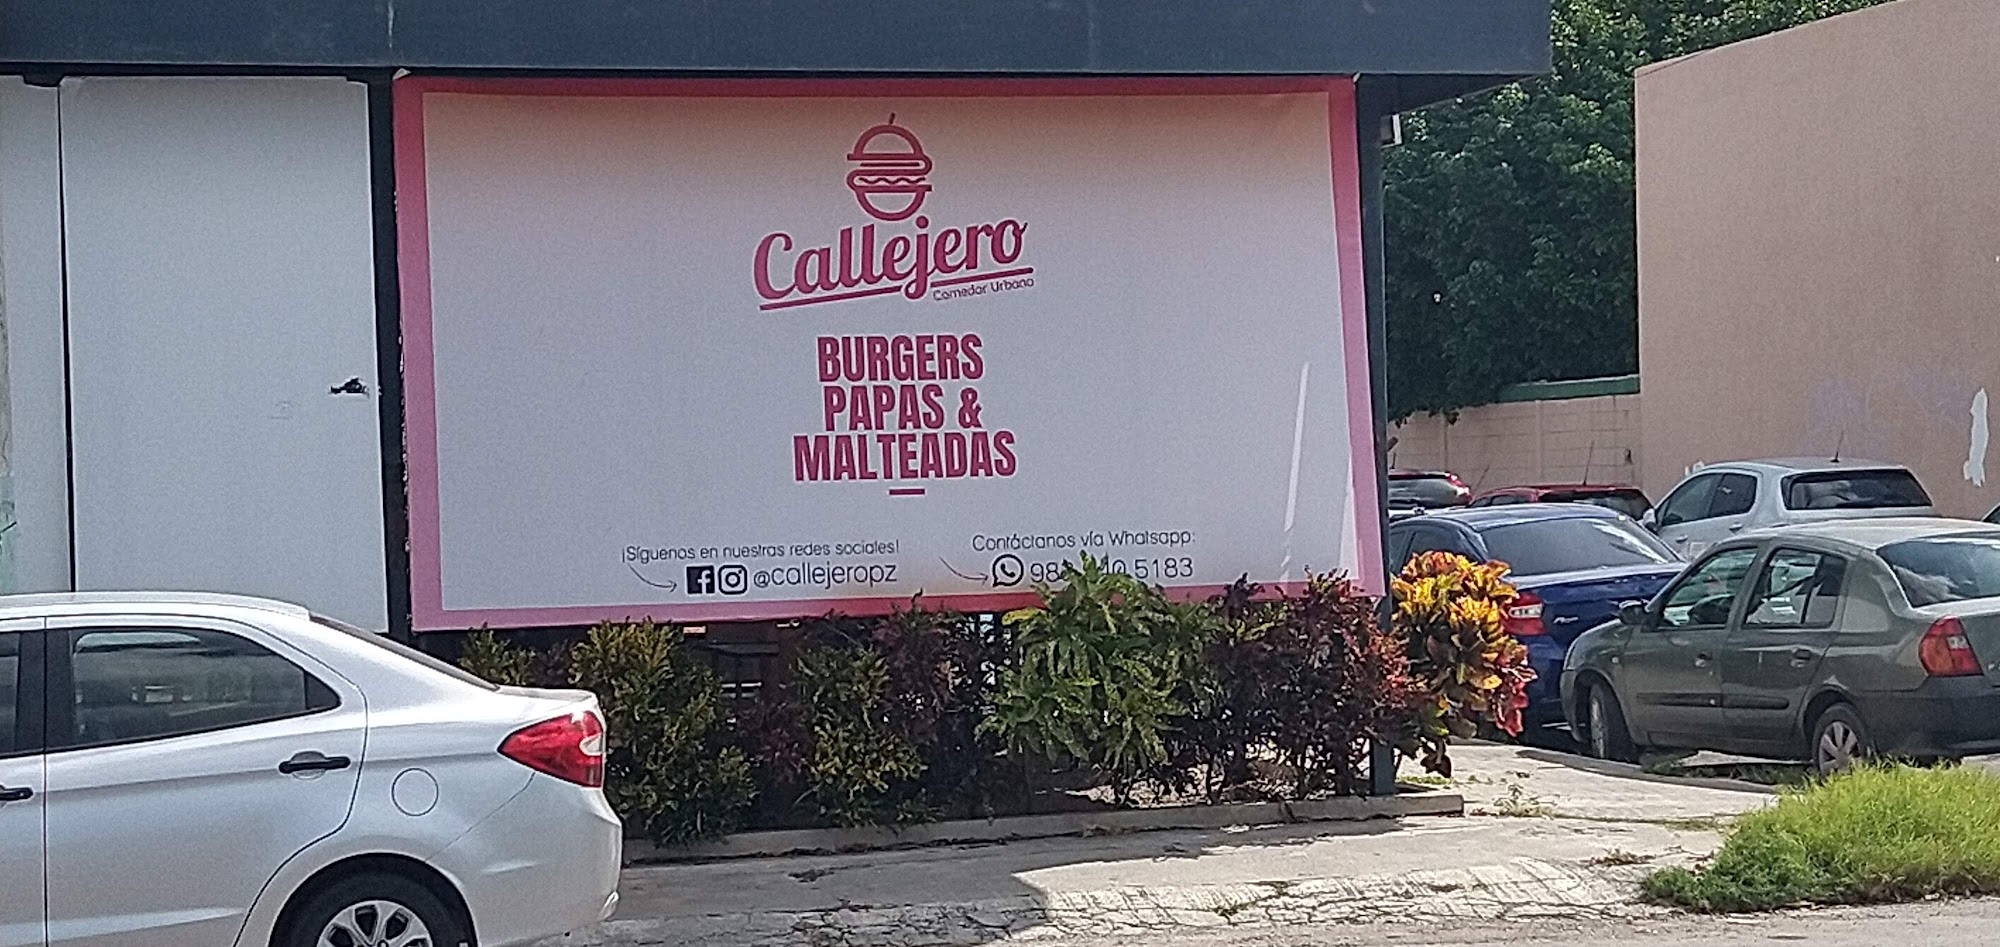 Callejero
Comedor Urbano
BURGERS
PAPAS &
MALTEADAS
¡Síguenos en nuestras redes sociales!
@callejeropz
Contáctanos vía Whatsapp:
5183